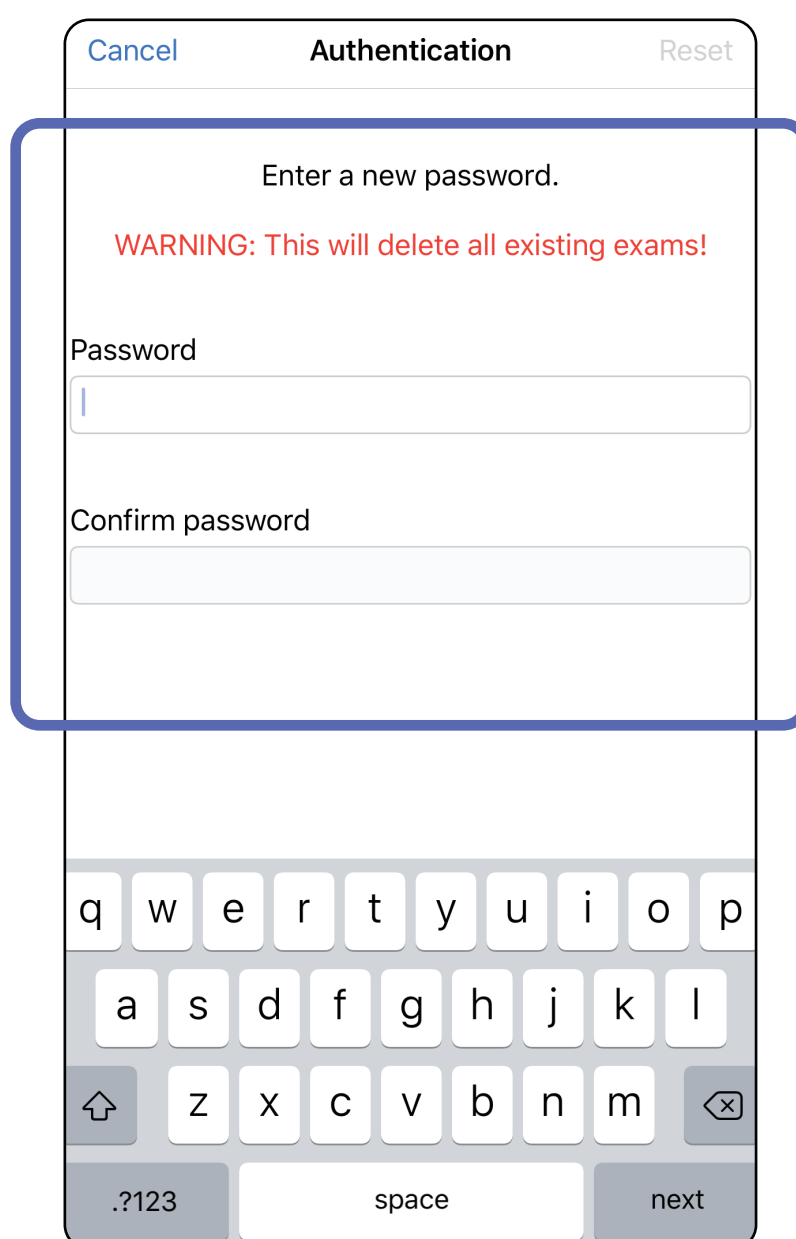 Cancel Authentication Reset
Enter a new password.
WARNING: This will delete all existing exams!
Password
Confirm password
q w e r t y u i o p
a s d f g h j k l
z x c v b n m
.?123 space next